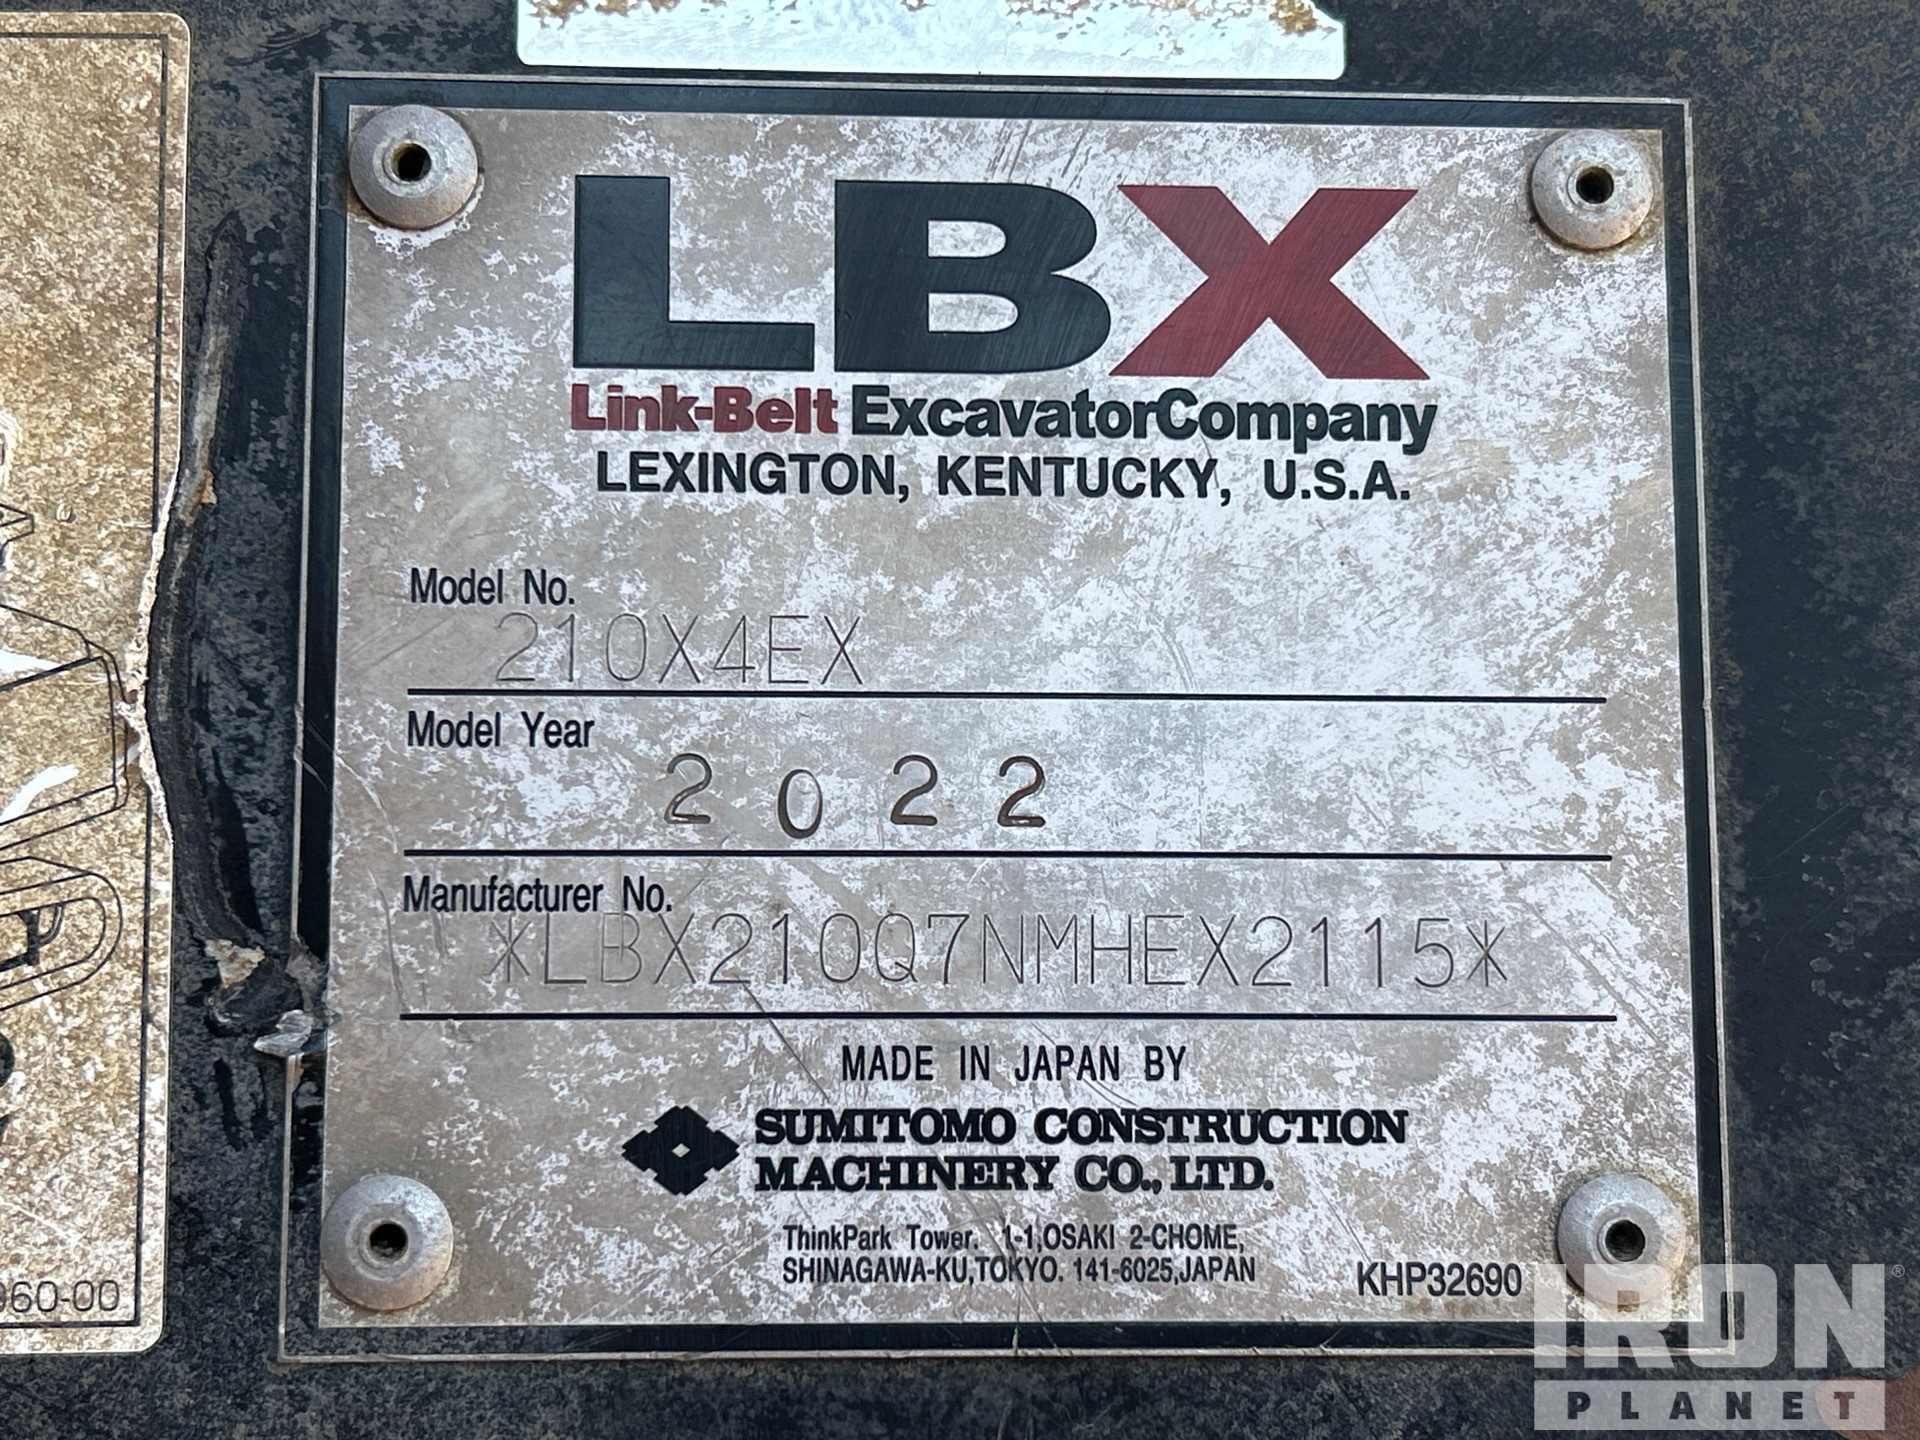 LBX
Link-Belt ExcavatorCompany
LEXINGTON, KENTUCKY, U.S.A.
Model No.
210X4EX
Model Year
2022
Manufacturer No.
*LBX210Q7NMHEX2115*
MADE IN JAPAN BY
SUMITOMO CONSTRUCTION
MACHINERY CO., LTD.
ThinkPark Tower. 1-1,OSAKI 2-CHOME,
SHINAGAWA-KU,TOKYO. 141-6025,JAPAN
KHP32690
60-00
IRON
PLANET
®